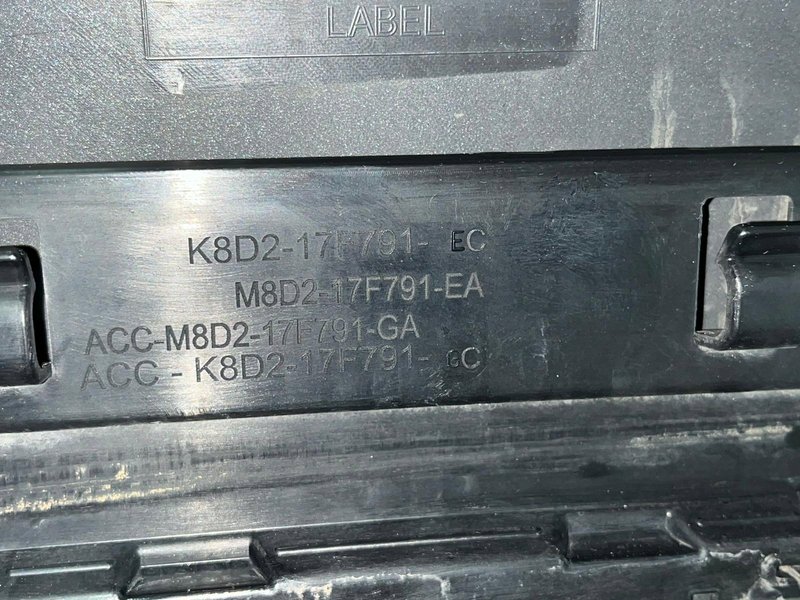 LABEL
K8D2-17F791- EC
M8D2-17F791-EA
ACC-M8D2-17F791-GA
ACC - K8D2-17F791- GC